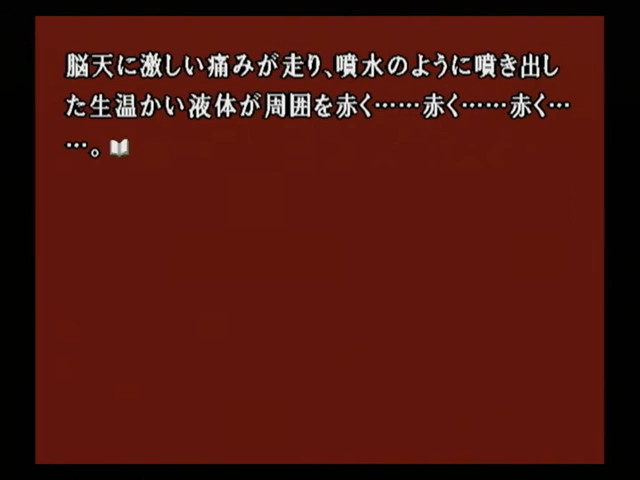 脳天に激しい痛みが走り、噴水のように噴き出し
た生温かい液体が周囲を赤く……赤く……赤く…
…。